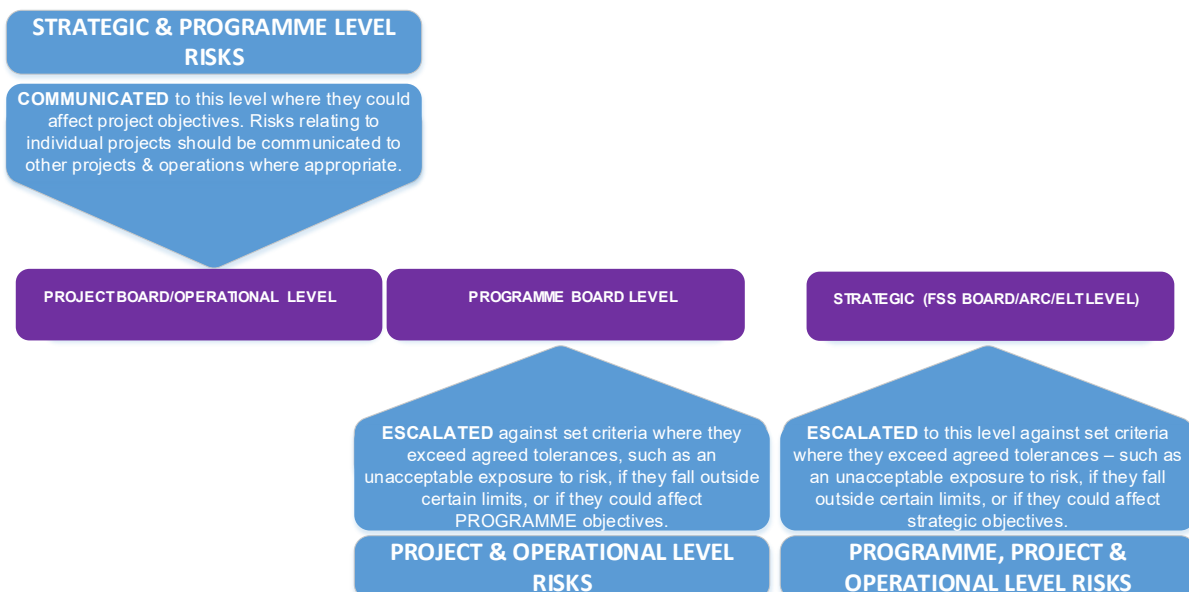 STRATEGIC & PROGRAMME LEVEL
RISKS
COMMUNICATED to this level where they could
affect project objectives. Risks relating to
individual projects should be communicated to
other projects & operations where appropriate.
PROJECT BOARD/OPERATIONAL LEVEL
PROGRAMME BOARD LEVEL
STRATEGIC (FSS BOARD/ARC/ELT LEVEL)
ESCALATED against set criteria where they
exceed agreed tolerances, such as an
unacceptable exposure to risk, if they fall outside
certain limits, or if they could affect
PROGRAMME objectives.
PROJECT & OPERATIONAL LEVEL
RISKS
ESCALATED to this level against set criteria
where they exceed agreed tolerances – such as
an unacceptable exposure to risk, if they fall
outside certain limits, or if they could affect
strategic objectives.
PROGRAMME, PROJECT &
OPERATIONAL LEVEL RISKS